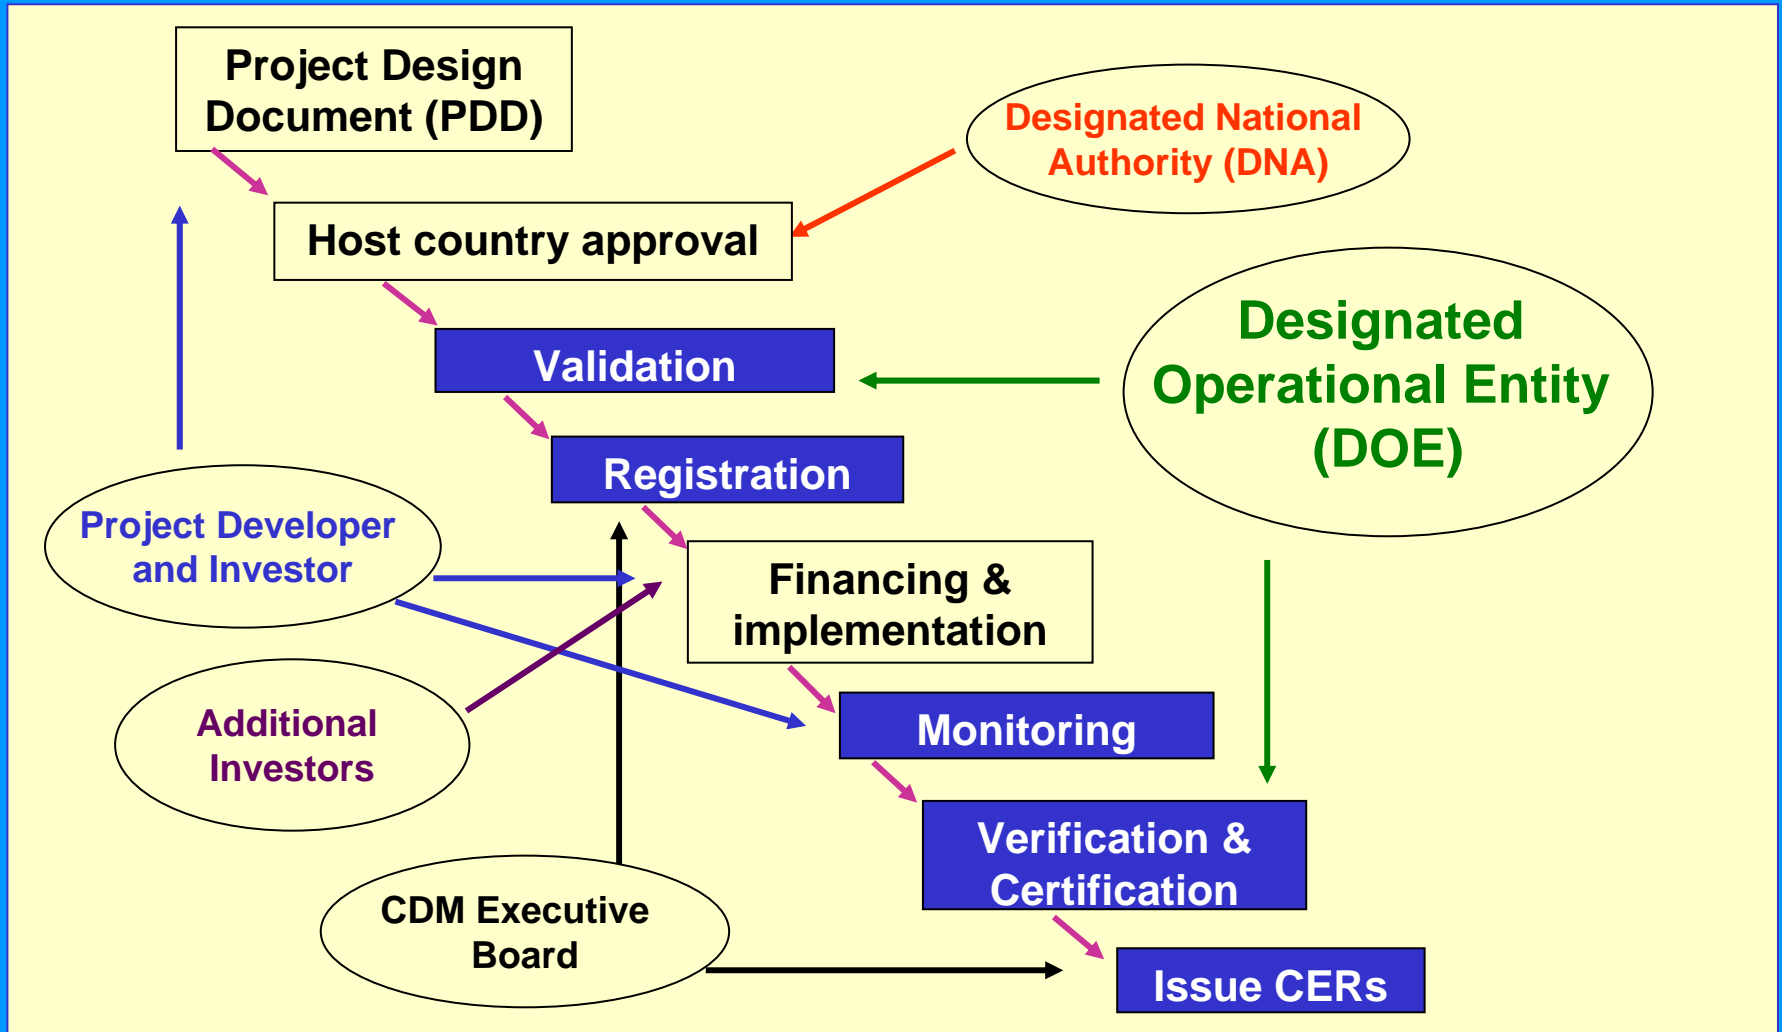 Project Design
Document (PDD)
Designated National
Authority (DNA)
Host country approval
Designated
Operational Entity
(DOE)
Validation
Registration
Project Developer
and Investor
Financing &
implementation
Additional
Investors
Monitoring
Verification &
Certification
CDM Executive
Board
Issue CERs